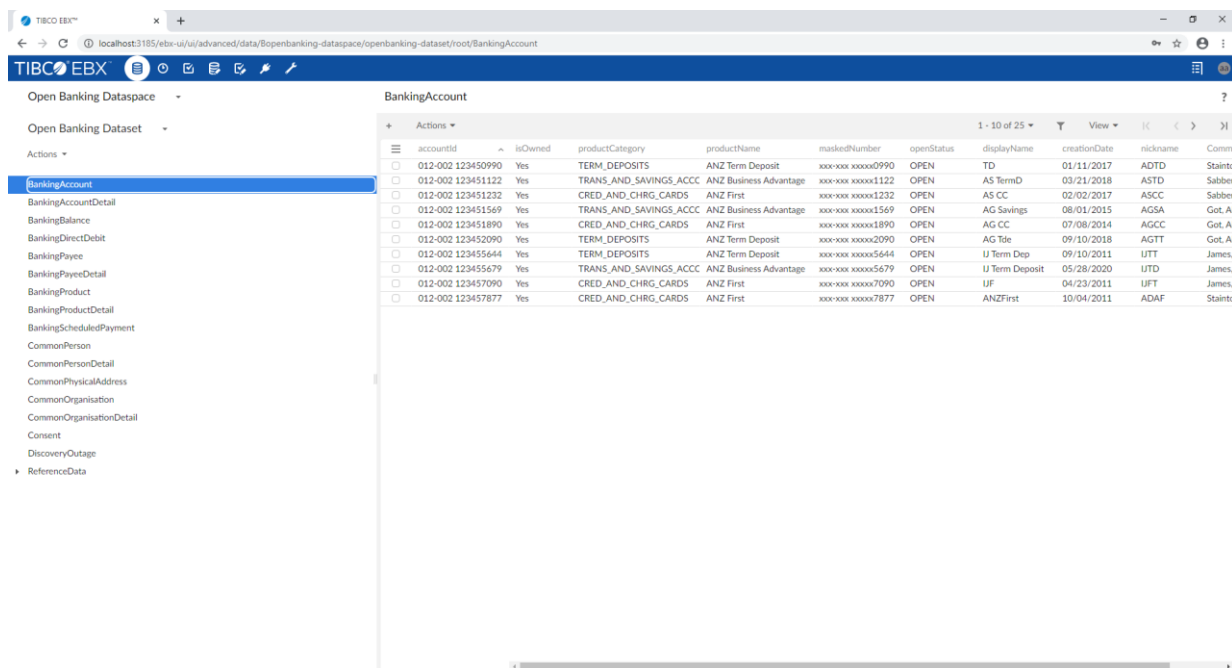 TIBCO EBX™
localhost:3185/ebx-ui/ui/advanced/data/Bopenbanking-dataspace/openbanking-dataset/root/BankingAccount
TIBCO EBX™
Open Banking Dataspace
BankingAccount
?
Open Banking Dataset
+ Actions
1 - 10 of 25
View
Actions
accountId isOwned productCategory productName maskedNumber openStatus displayName creationDate nickname Comm
012-002 123450990 Yes TERM_DEPOSITS ANZ Term Deposit xxx-xxx xxxxx0990 OPEN TD 01/11/2017 ADTD Stainto
012-002 123451122 Yes TRANS_AND_SAVINGS_ACCC ANZ Business Advantage xxx-xxx xxxxx1122 OPEN AS TermD 03/21/2018 ASTD Sabber
012-002 123451232 Yes CRED_AND_CHRG_CARDS ANZ First xxx-xxx xxxxx1232 OPEN AS CC 02/02/2017 ASCC Sabber
012-002 123451569 Yes TRANS_AND_SAVINGS_ACCC ANZ Business Advantage xxx-xxx xxxxx1569 OPEN AG Savings 08/01/2015 AGSA Got, A
012-002 123451890 Yes CRED_AND_CHRG_CARDS ANZ First xxx-xxx xxxxx1890 OPEN AG CC 07/08/2014 AGCC Got, A
012-002 123452090 Yes TERM_DEPOSITS ANZ Term Deposit xxx-xxx xxxxx2090 OPEN AG Tde 09/10/2018 AGTT Got, A
012-002 123455644 Yes TERM_DEPOSITS ANZ Term Deposit xxx-xxx xxxxx5644 OPEN IJ Term Dep 09/10/2011 IJTT James,
012-002 123455679 Yes TRANS_AND_SAVINGS_ACCC ANZ Business Advantage xxx-xxx xxxxx5679 OPEN IJ Term Deposit 05/28/2020 IJTD James,
012-002 123457090 Yes CRED_AND_CHRG_CARDS ANZ First xxx-xxx xxxxx7090 OPEN IJF 04/23/2011 IJFT James,
012-002 123457877 Yes CRED_AND_CHRG_CARDS ANZ First xxx-xxx xxxxx7877 OPEN ANZFirst 10/04/2011 ADAF Stainto
BankingAccount
BankingAccountDetail
BankingBalance
BankingDirectDebit
BankingPayee
BankingPayeeDetail
BankingProduct
BankingProductDetail
BankingScheduledPayment
CommonPerson
CommonPersonDetail
CommonPhysicalAddress
CommonOrganisation
CommonOrganisationDetail
Consent
DiscoveryOutage
ReferenceData